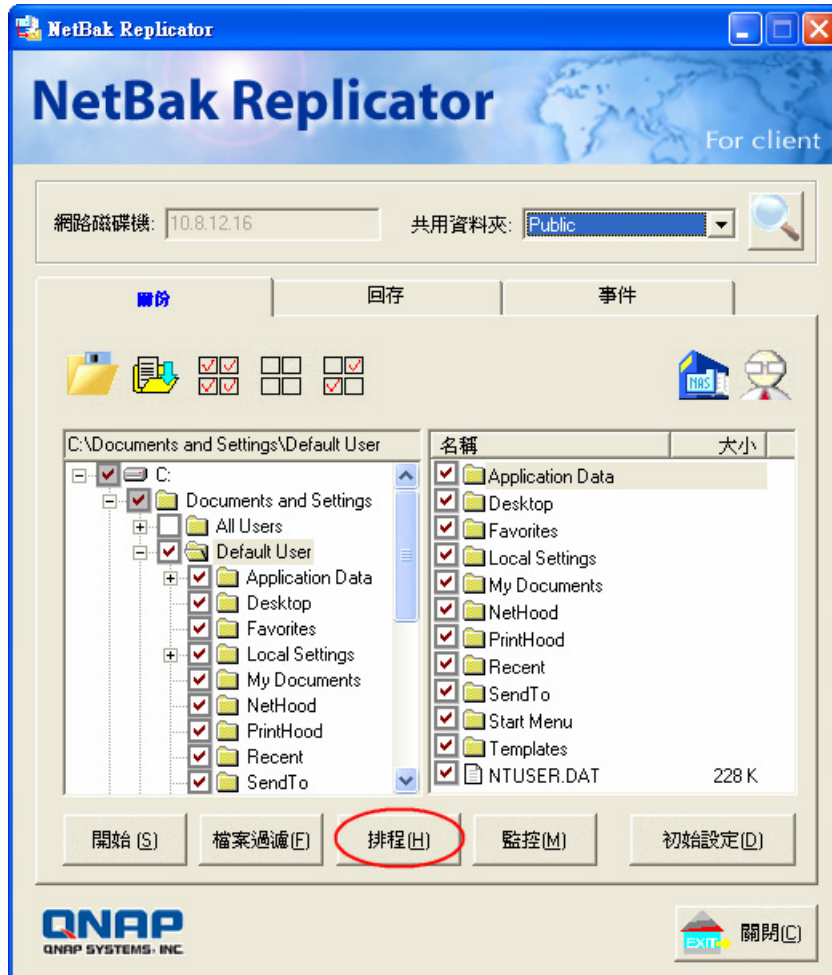 NetBak Replicator
NetBak Replicator
For client
網路磁碟機: 10.8.12.16 共用資料夾: Public
備份 回存 事件
NAS
C:\Documents and Settings\Default User
C:
Documents and Settings
All Users
Default User
Application Data
Desktop
Favorites
Local Settings
My Documents
NetHood
PrintHood
Recent
SendTo
名稱 大小
Application Data
Desktop
Favorites
Local Settings
My Documents
NetHood
PrintHood
Recent
SendTo
Start Menu
Templates
NTUSER.DAT 228 K
開始 (S) 檔案過濾(F) 排程(H) 監控(M) 初始設定(D)
QNAP
QNAP SYSTEMS, INC.
EXIT 關閉(C)